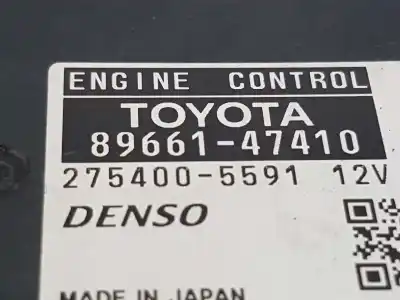 ENGINE CONTROL
TOYOTA
89661-47410
275400-5591 12V
DENSO
MADE IN JAPAN